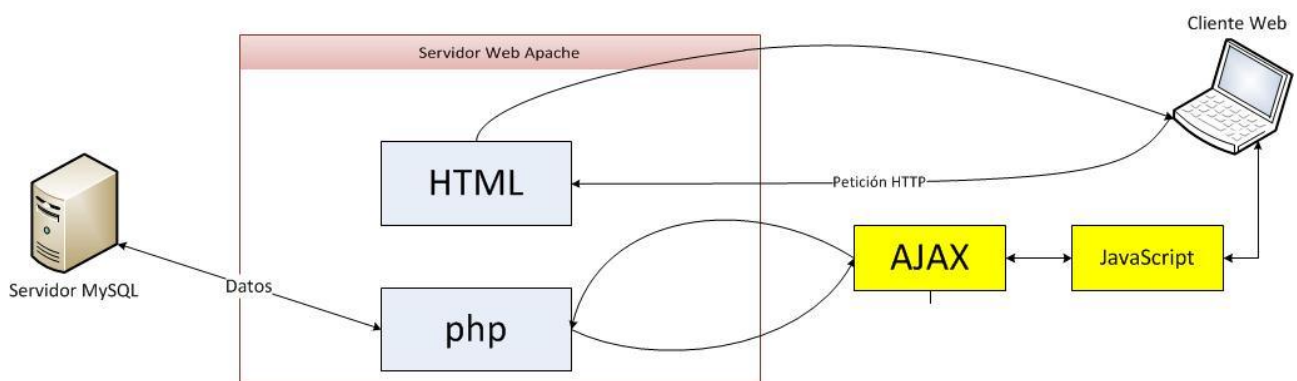 Cliente Web
Servidor Web Apache
HTML
Petición HTTP
AJAX
JavaScript
Servidor MySQL
Datos
php